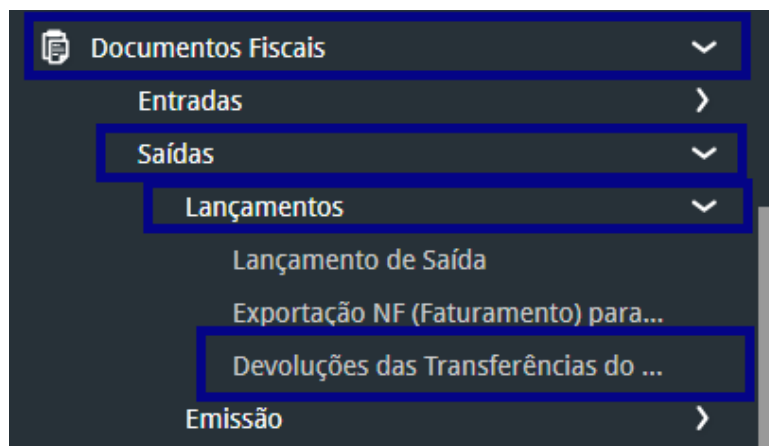 Documentos Fiscais
Entradas
Saídas
Lançamentos
Lançamento de Saída
Exportação NF (Faturamento) para...
Devoluções das Transferências do ...
Emissão